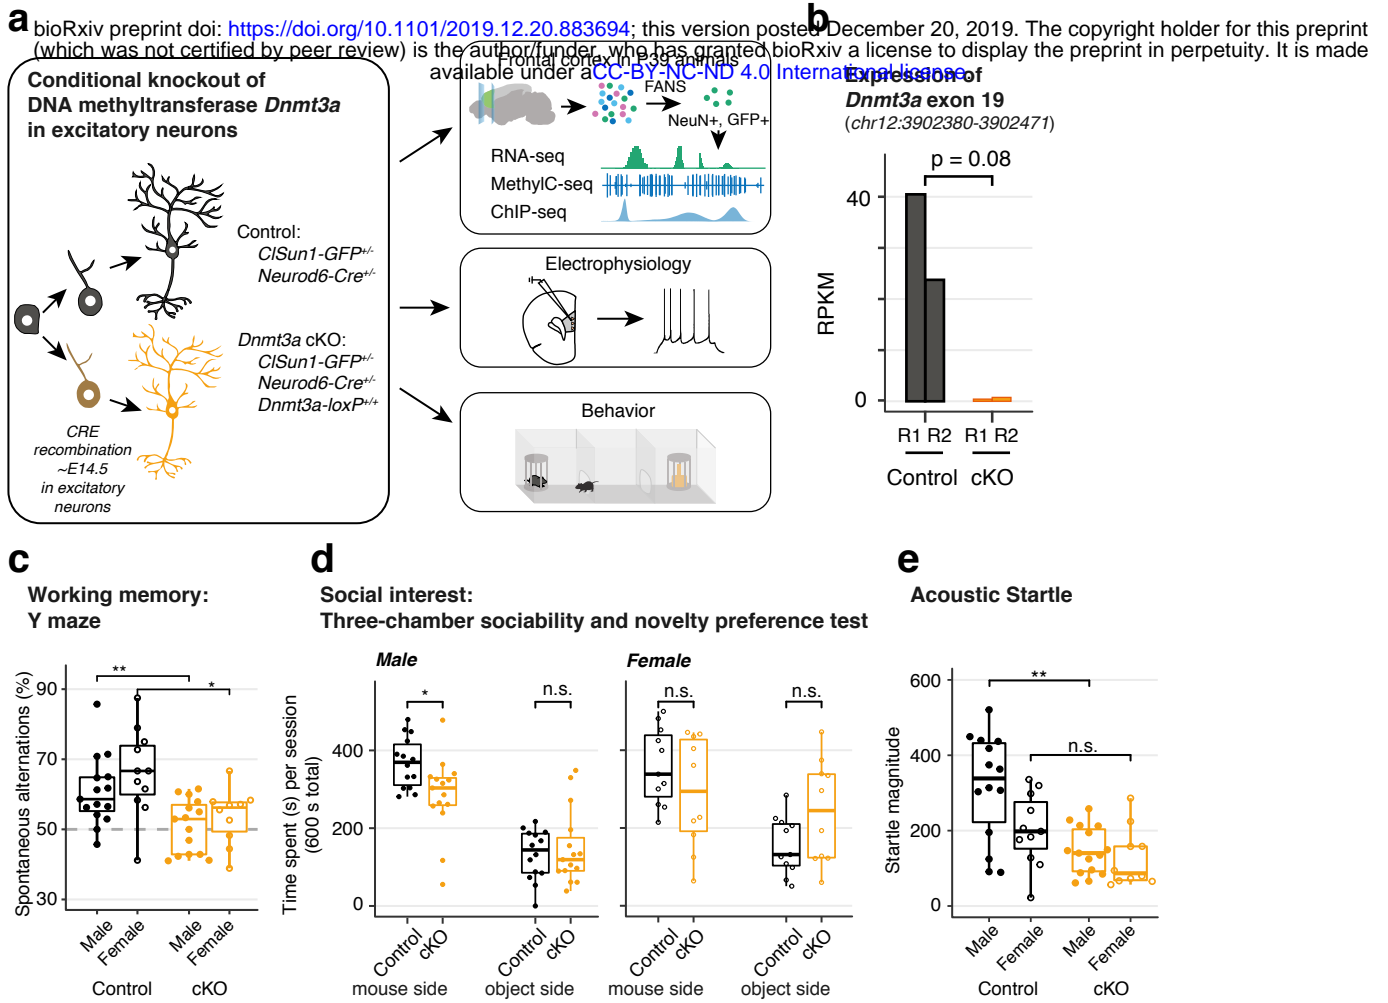 a
b
bioRxiv preprint doi: https://doi.org/10.1101/2019.12.20.883694; this version posted December 20, 2019. The copyright holder for this preprint
(which was not certified by peer review) is the author/funder, who has granted bioRxiv a license to display the preprint in perpetuity. It is made
available under aCC-BY-NC-ND 4.0 International license.
Conditional knockout of
DNA methyltransferase Dnmt3a
in excitatory neurons
Control:
ClSun1-GFP+/-
Neurod6-Cre+/-
Dnmt3a cKO:
ClSun1-GFP+/-
Neurod6-Cre+/-
Dnmt3a-loxP+/+
CRE
recombination
~E14.5
in excitatory
neurons
Frontal cortex in P39 animals
FANS
NeuN+, GFP+
RNA-seq
MethylC-seq
ChIP-seq
Electrophysiology
Behavior
Expression of
Dnmt3a exon 19
(chr12:3902380-3902471)
p = 0.08
40
0
RPKM
R1 R2 R1 R2
Control cKO
c
Working memory:
Y maze
Spontaneous alternations (%)
90
70
50
30
**
*
Male Female Male Female
Control cKO
d
Social interest:
Three-chamber sociability and novelty preference test
Male
Female
Time spent (s) per session
(600 s total)
400
200
0
*
n.s.
n.s.
n.s.
Control cKO Control cKO Control cKO Control cKO
mouse side object side mouse side object side
e
Acoustic Startle
Startle magnitude
600
400
200
0
**
n.s.
Male Female Male Female
Control cKO